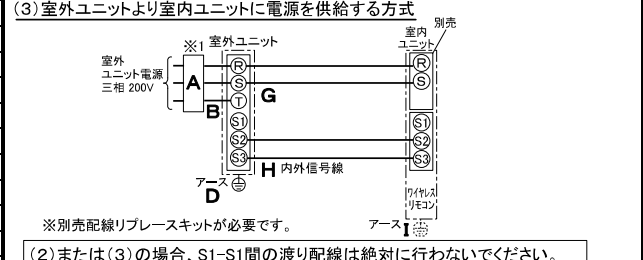 (3)室外ユニットより室内ユニットに電源を供給する方式
別売
※1 室外ユニット
室内
ユニット
室外
ユニット電源
三相 200V
A
B
R
S
T
S1
S2
S3
G
H 内外信号線
R
S
S1
S2
S3
アース
D
ワイヤレス
リモコン
アース I
※別売配線リプレースキットが必要です。
(2)または(3)の場合、S1-S1間の渡り配線は絶対に行わないでください。